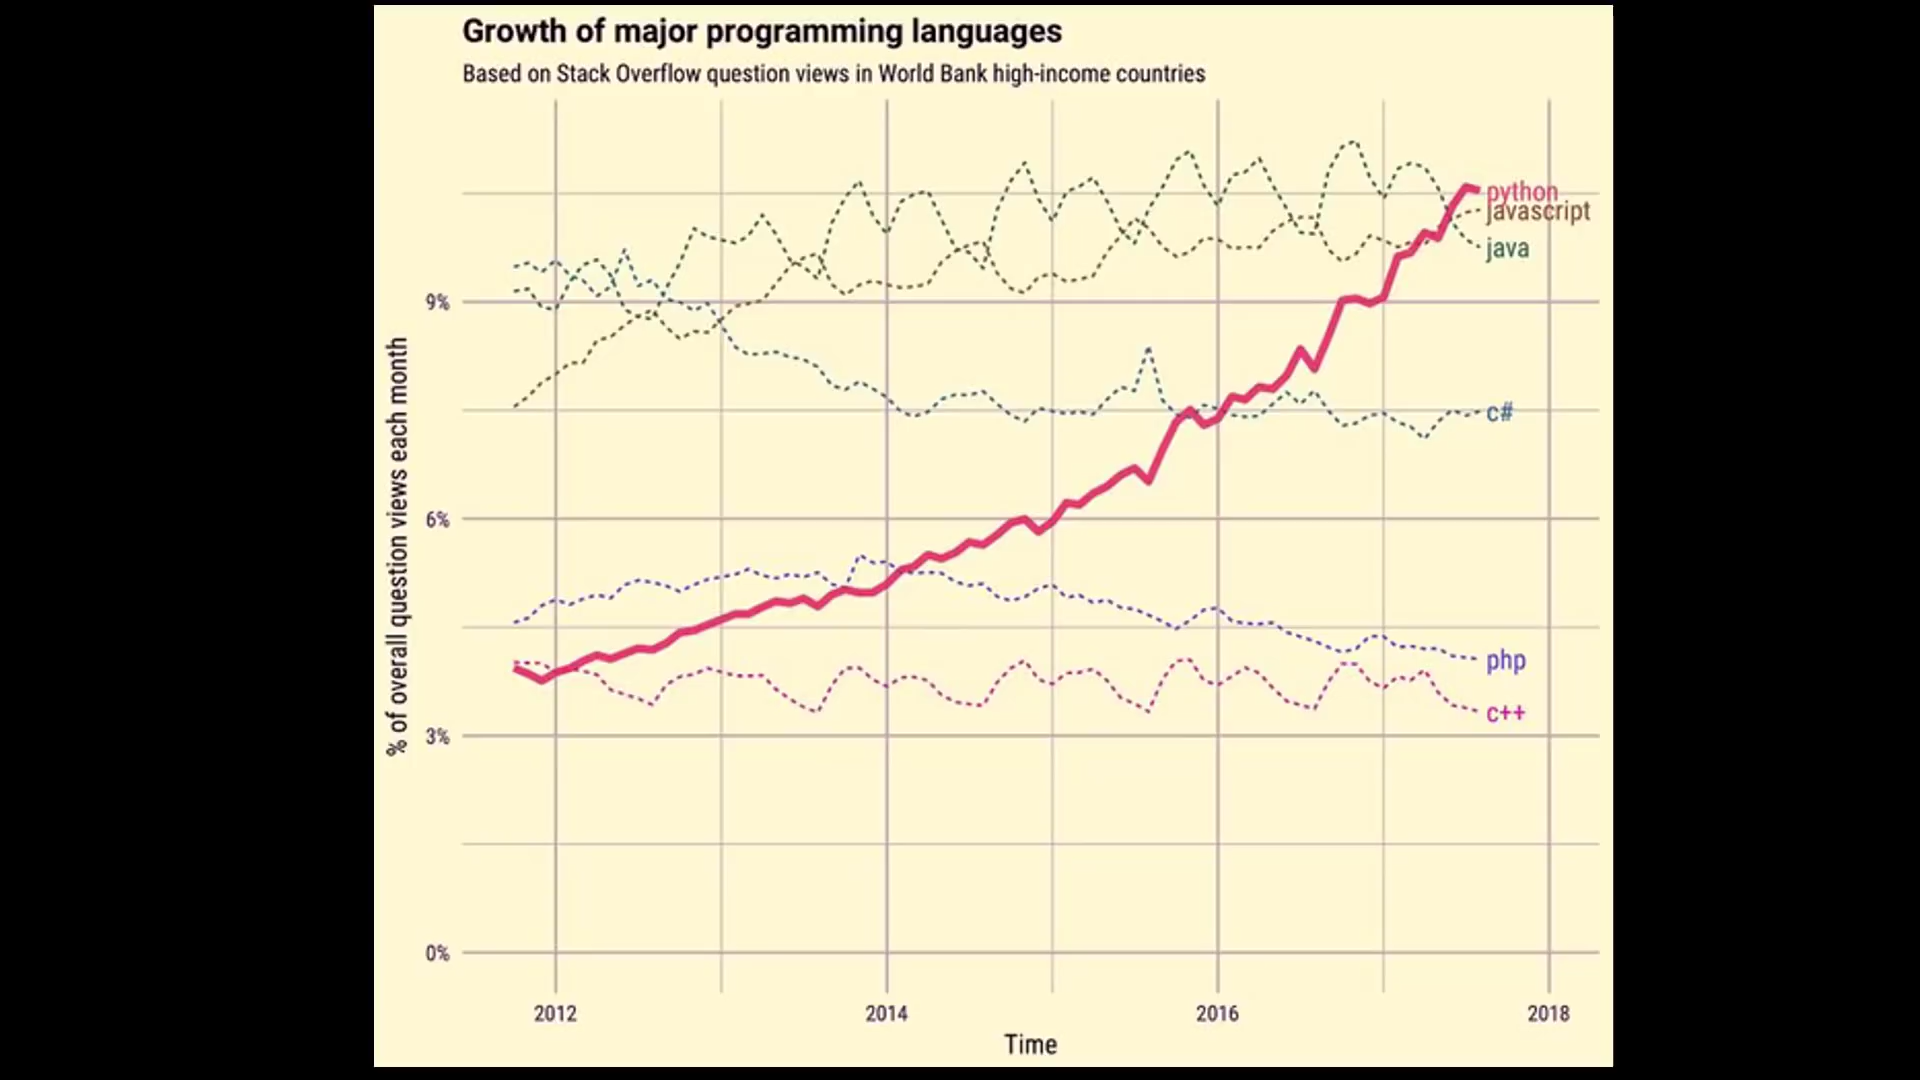 Growth of major programming languages
Based on Stack Overflow question views in World Bank high-income countries
% of overall question views each month
9%
6%
3%
0%
python
javascript
java
c#
php
c++
2012
2014
2016
2018
Time